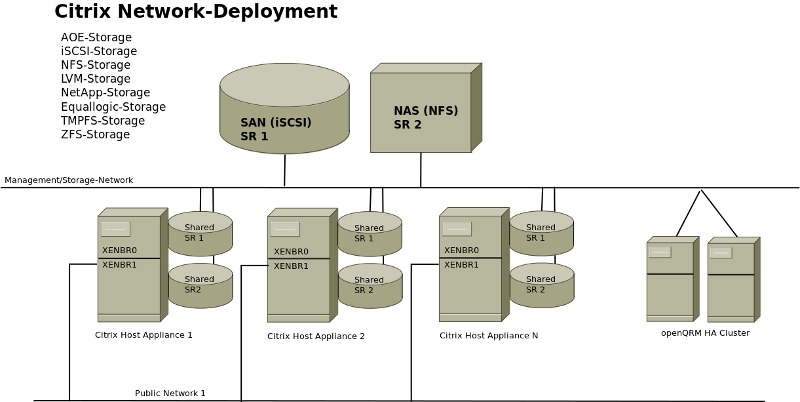 Citrix Network-Deployment
AOE-Storage
iSCSI-Storage
NFS-Storage
LVM-Storage
NetApp-Storage
Equallogic-Storage
TMPFS-Storage
ZFS-Storage
SAN (iSCSI)
SR 1
NAS (NFS)
SR 2
Management/Storage-Network
XENBR0
XENBR1
Shared
SR 1
Shared
SR2
Citrix Host Appliance 1
XENBR0
XENBR1
Shared
SR 1
Shared
SR 2
Citrix Host Appliance 2
XENBR0
XENBR1
Shared
SR 1
Shared
SR 2
Citrix Host Appliance N
openQRM HA Cluster
Public Network 1